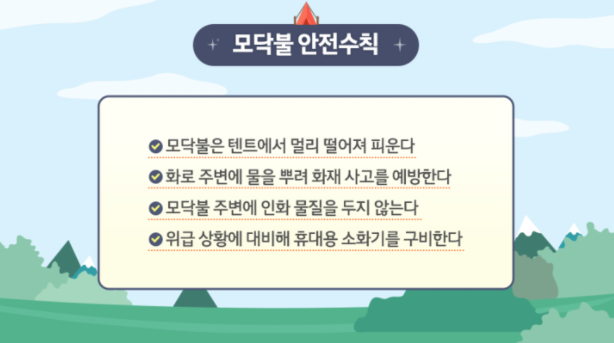 모닥불 안전수칙
모닥불은 텐트에서 멀리 떨어져 피운다
화로 주변에 물을 뿌려 화재 사고를 예방한다
모닥불 주변에 인화 물질을 두지 않는다
위급 상황에 대비해 휴대용 소화기를 구비한다